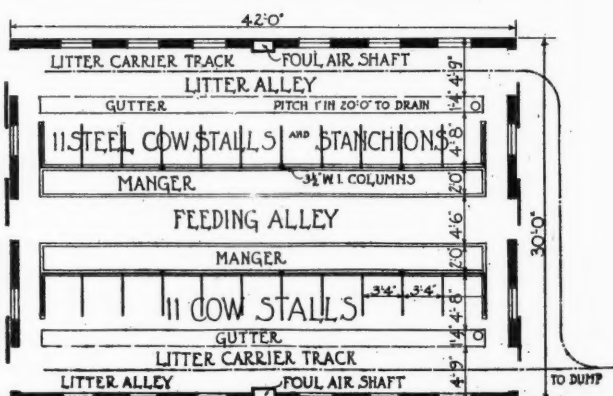 42'-0"
LITTER CARRIER TRACK FOUL AIR SHAFT
LITTER ALLEY
GUTTER PITCH 1" IN 20'-0" TO DRAIN
11 STEEL COW STALLS AND STANCHIONS
MANGER 3½" W.I. COLUMNS
FEEDING ALLEY
MANGER
3'-4" 3'-4"
11 COW STALLS
GUTTER
LITTER CARRIER TRACK
LITTER ALLEY FOUL AIR SHAFT
TO DUMP
4'-9"
1'-4"
4'-8"
2'-0"
4'-6"
2'-0"
4'-8"
1'-4"
4'-9"
30'-0"